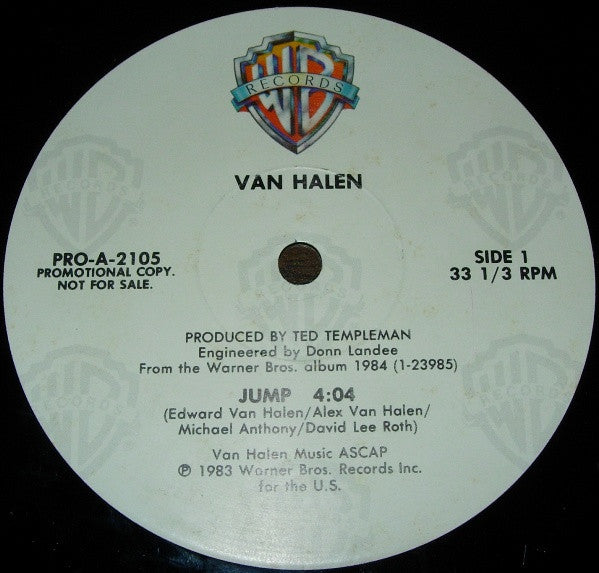 WB
RECORDS
VAN HALEN
PRO-A-2105
PROMOTIONAL COPY.
NOT FOR SALE.
SIDE 1
33 1/3 RPM
PRODUCED BY TED TEMPLEMAN
Engineered by Donn Landee
From the Warner Bros. album 1984 (1-23985)
JUMP 4:04
(Edward Van Halen/Alex Van Halen/
Michael Anthony/David Lee Roth)
Van Halen Music ASCAP
℗ 1983 Warner Bros. Records Inc.
for the U.S.